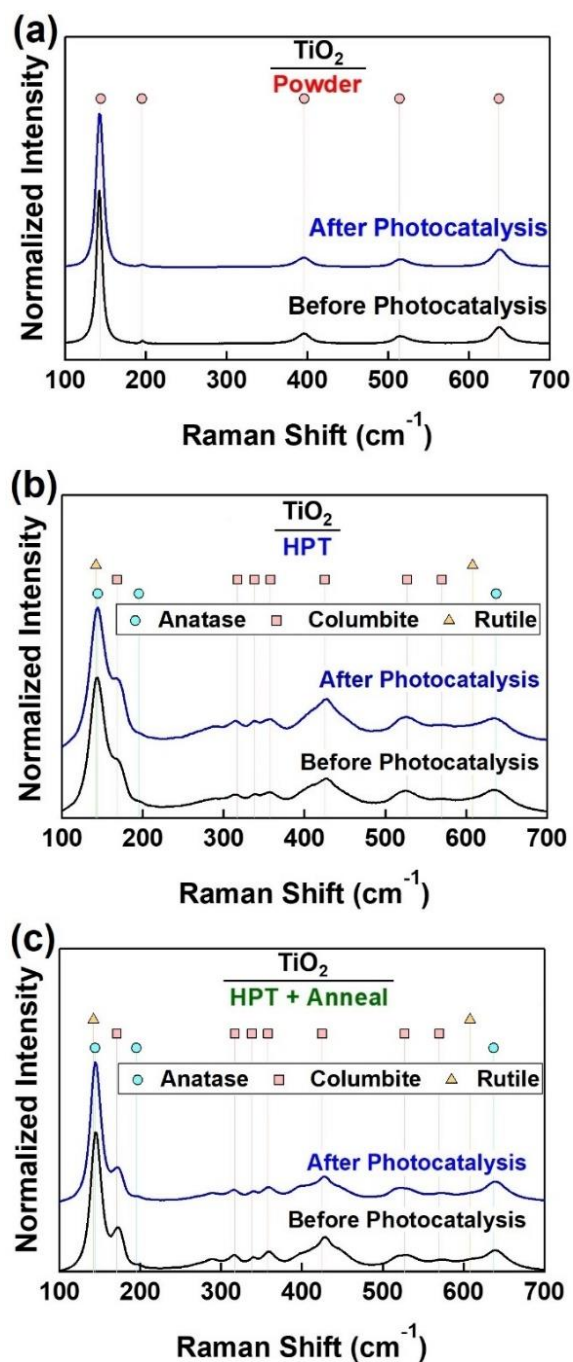 (a)
TiO2
Powder
Normalized Intensity
After Photocatalysis
Before Photocatalysis
100 200 300 400 500 600 700
Raman Shift (cm-1)
(b)
TiO2
HPT
Normalized Intensity
Anatase Columbite Rutile
After Photocatalysis
Before Photocatalysis
100 200 300 400 500 600 700
Raman Shift (cm-1)
(c)
TiO2
HPT + Anneal
Normalized Intensity
Anatase Columbite Rutile
After Photocatalysis
Before Photocatalysis
100 200 300 400 500 600 700
Raman Shift (cm-1)